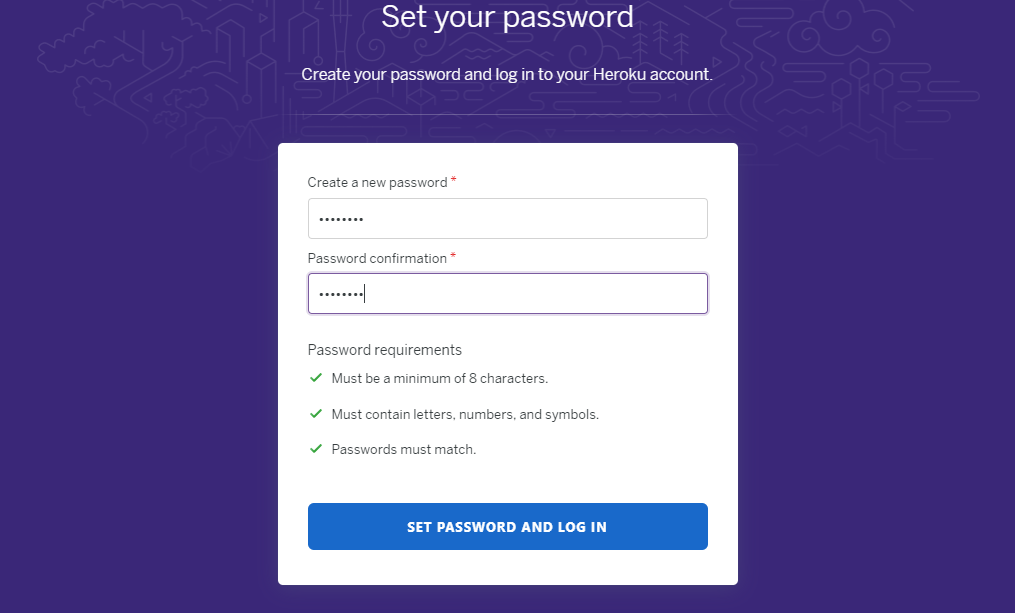 Set your password
Create your password and log in to your Heroku account.
Create a new password *
••••••••
Password confirmation *
••••••••
Password requirements
Must be a minimum of 8 characters.
Must contain letters, numbers, and symbols.
Passwords must match.
SET PASSWORD AND LOG IN